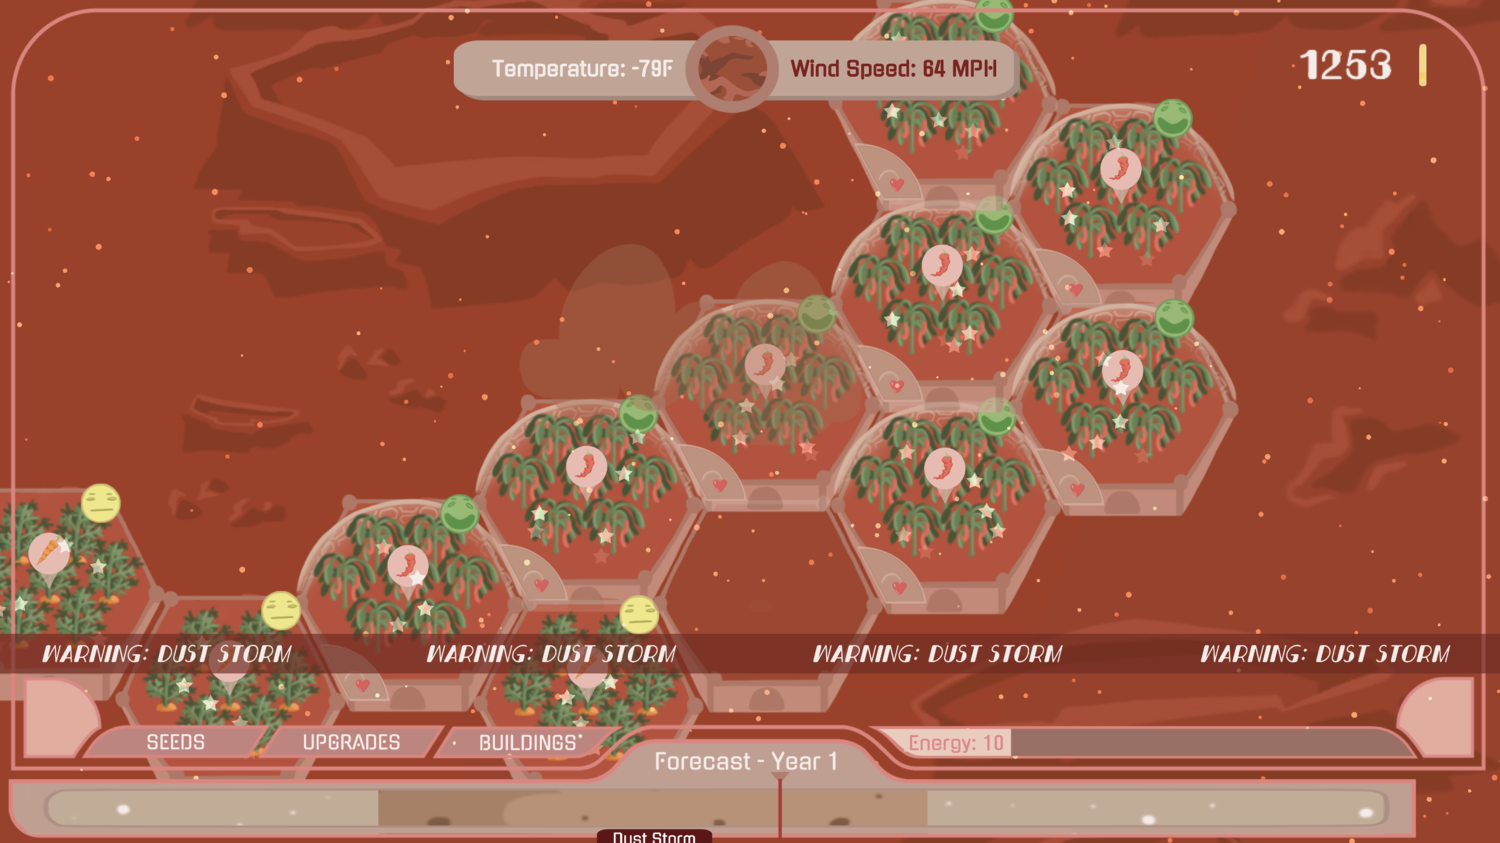 Temperature: -79F
Wind Speed: 64 MPH
1253
WARNING: DUST STORM WARNING: DUST STORM WARNING: DUST STORM WARNING: DUST STORM
SEEDS UPGRADES BUILDINGS
Energy: 10
Forecast - Year 1
Dust Storm